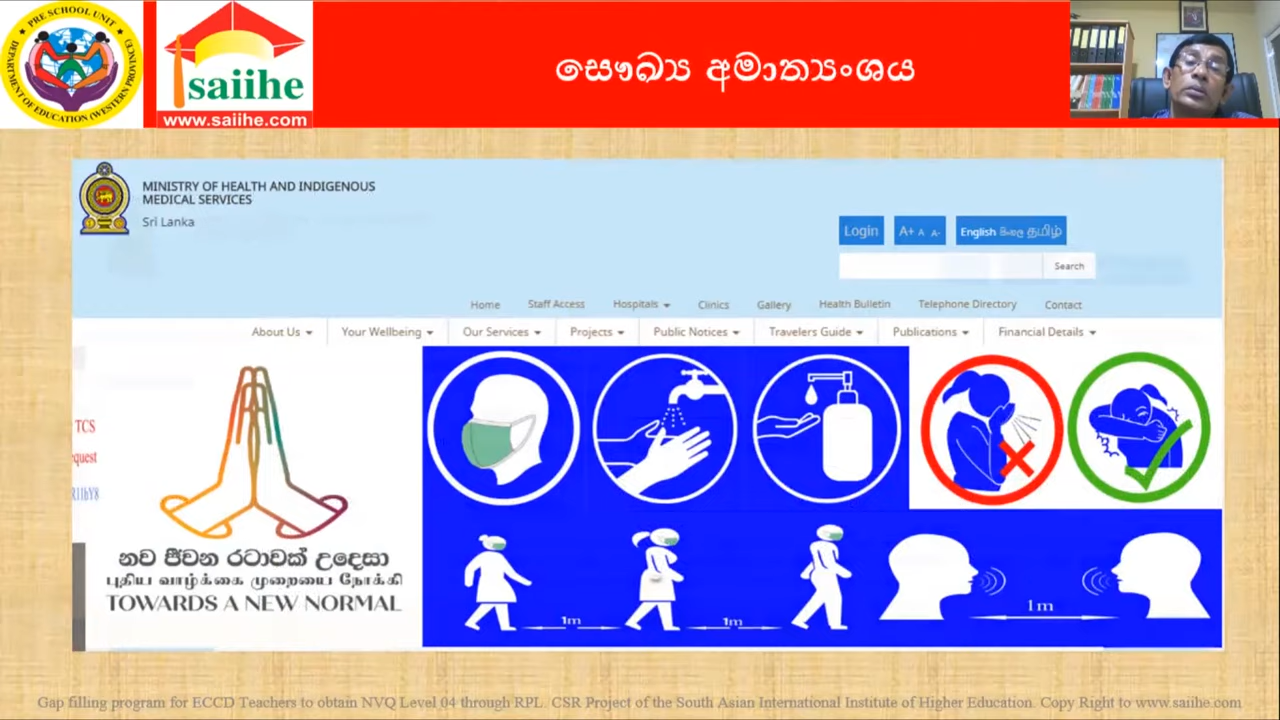 PRE SCHOOL UNIT
DEPARTMENT OF EDUCATION (WESTERN PROVINCE)
saiihe
www.saiihe.com
සෞඛ්‍ය අමාත්‍යංශය
MINISTRY OF HEALTH AND INDIGENOUS
MEDICAL SERVICES
Sri Lanka
Login A+ A A- English සිංහල தமிழ்
Search
Home Staff Access Hospitals Clinics Gallery Health Bulletin Telephone Directory Contact
About Us Your Wellbeing Our Services Projects Public Notices Travelers Guide Publications Financial Details
TCS
quest
නව ජීවන රටාවක් උදෙසා
புதிய வாழ்க்கை முறையை நோக்கி
TOWARDS A NEW NORMAL
1m 1m 1m
Gap filling program for ECCD Teachers to obtain NVQ Level 04 through RPL. CSR Project of the South Asian International Institute of Higher Education. Copy Right to www.saiihe.com